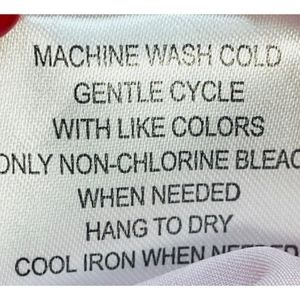 MACHINE WASH COLD
GENTLE CYCLE
WITH LIKE COLORS
ONLY NON-CHLORINE BLEAC
WHEN NEEDED
HANG TO DRY
COOL IRON WHEN NEEDED